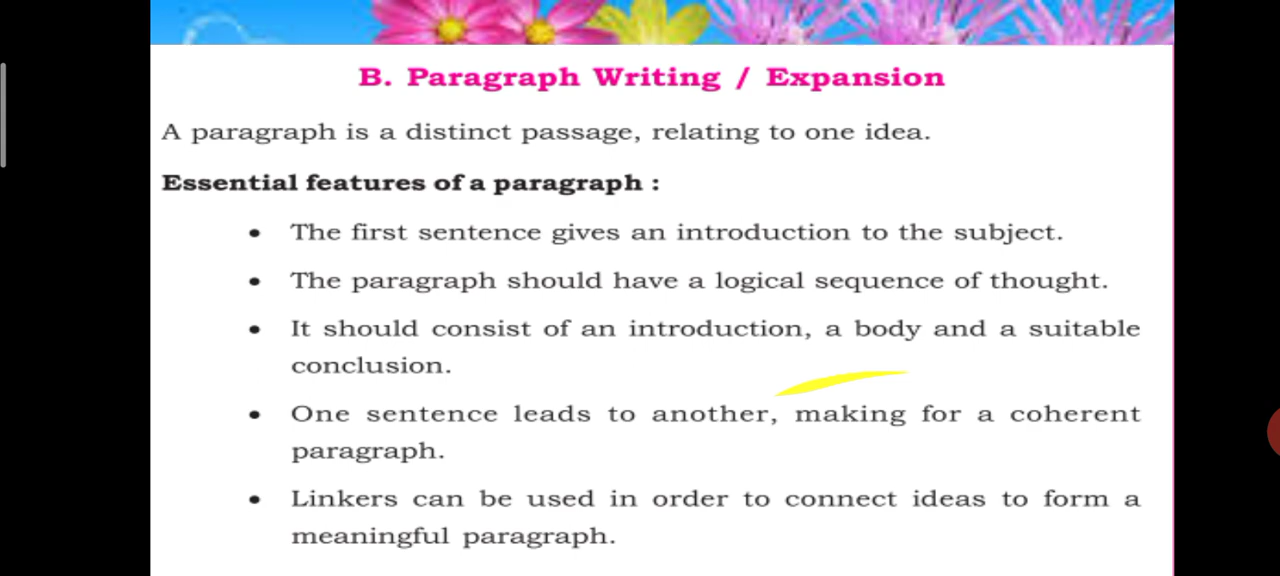 B. Paragraph Writing / Expansion
A paragraph is a distinct passage, relating to one idea.
Essential features of a paragraph :
• The first sentence gives an introduction to the subject.
• The paragraph should have a logical sequence of thought.
• It should consist of an introduction, a body and a suitable
conclusion.
• One sentence leads to another, making for a coherent
paragraph.
• Linkers can be used in order to connect ideas to form a
meaningful paragraph.